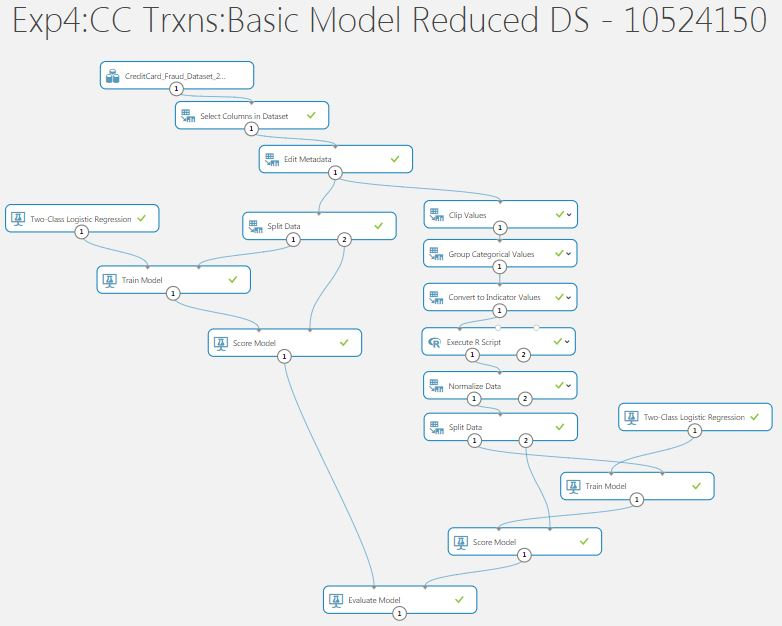 Exp4:CC Trxns:Basic Model Reduced DS - 10524150
CreditCard_Fraud_Dataset_2...
1
Select Columns in Dataset
1
Edit Metadata
1
Two-Class Logistic Regression
1
Split Data
1 2
Clip Values
1
Group Categorical Values
1
Train Model
1
Convert to Indicator Values
1
Score Model
1
Execute R Script
1 2
Normalize Data
1 2
Split Data
1 2
Two-Class Logistic Regression
1
Train Model
1
Score Model
1
Evaluate Model
1